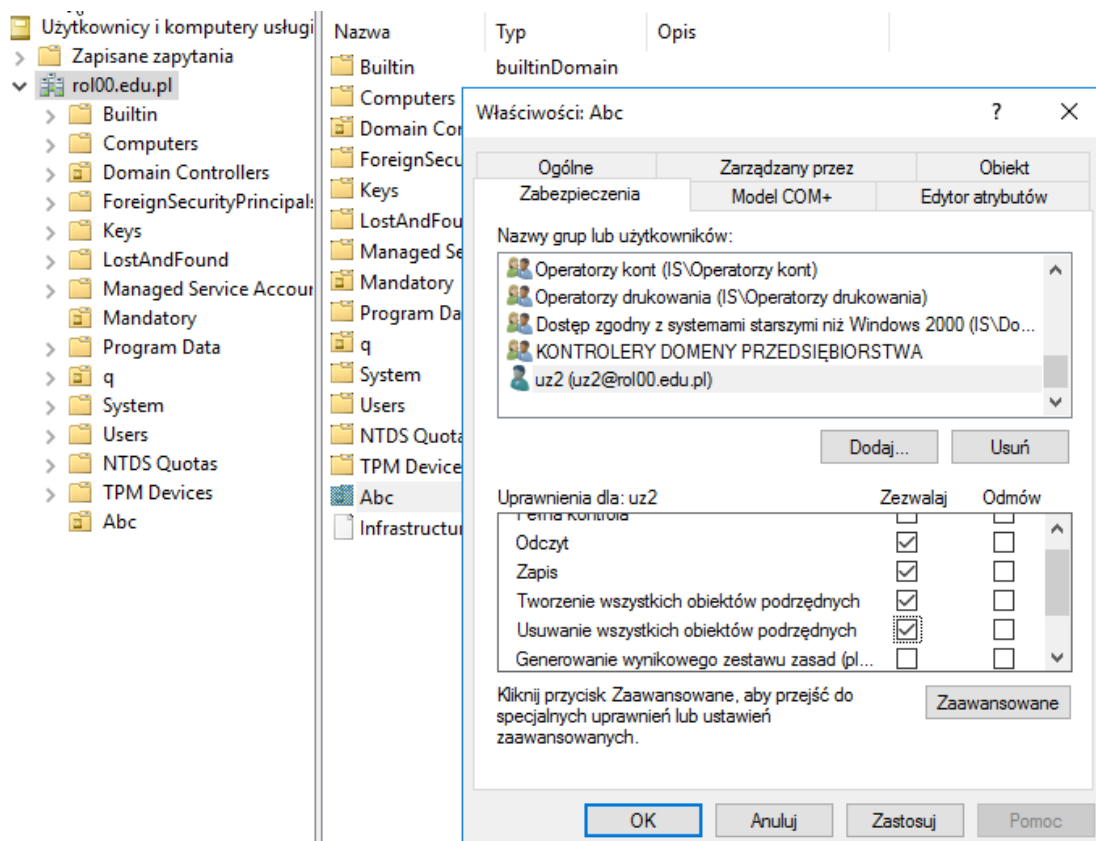 Użytkownicy i komputery usługi
Zapisane zapytania
rol00.edu.pl
Builtin
Computers
Domain Controllers
ForeignSecurityPrincipals
Keys
LostAndFound
Managed Service Accour
Mandatory
Program Data
q
System
Users
NTDS Quotas
TPM Devices
Abc
Nazwa Typ Opis
Builtin builtinDomain
Computers
Domain Cor
ForeignSecu
Keys
LostAndFou
Managed Se
Mandatory
Program Da
q
System
Users
NTDS Quota
TPM Device
Abc
Infrastructur
Właściwości: Abc ?
Ogólne Zarządzany przez Obiekt
Zabezpieczenia Model COM+ Edytor atrybutów
Nazwy grup lub użytkowników:
Operatorzy kont (IS\Operatorzy kont)
Operatorzy drukowania (IS\Operatorzy drukowania)
Dostęp zgodny z systemami starszymi niż Windows 2000 (IS\Do...
KONTROLERY DOMENY PRZEDSIĘBIORSTWA
uz2 (uz2@rol00.edu.pl)
Dodaj... Usuń
Uprawnienia dla: uz2 Zezwalaj Odmów
Pełna kontrola
Odczyt
Zapis
Tworzenie wszystkich obiektów podrzędnych
Usuwanie wszystkich obiektów podrzędnych
Generowanie wynikowego zestawu zasad (pl...
Kliknij przycisk Zaawansowane, aby przejść do
specjalnych uprawnień lub ustawień
zaawansowanych.
Zaawansowane
OK Anuluj Zastosuj Pomoc